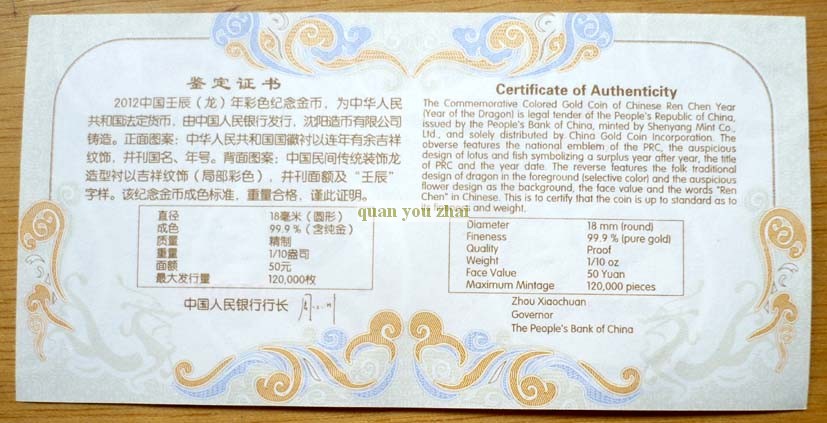 鉴定证书
2012中国壬辰（龙）年彩色纪念金币，为中华人民
共和国法定货币，由中国人民银行发行，沈阳造币有限公司
铸造。正面图案：中华人民共和国国徽衬以连年有余吉祥
纹饰，并刊国名、年号。背面图案：中国民间传统装饰龙
造型衬以吉祥纹饰（局部彩色），并刊面额及“壬辰”
字样。该纪念金币成色标准，重量合格，谨此证明。
直径 18毫米（圆形）
成色 99.9％（含纯金）
质量 精制
重量 1/10盎司
面额 50元
最大发行量 120,000枚
中国人民银行行长
Certificate of Authenticity
The Commemorative Colored Gold Coin of Chinese Ren Chen Year
(Year of the Dragon) is legal tender of the People's Republic of China,
issued by the People's Bank of China, minted by Shenyang Mint Co.,
Ltd., and solely distributed by China Gold Coin Incorporation. The
obverse features the national emblem of the PRC, the auspicious
design of lotus and fish symbolizing a surplus year after year, the title
of PRC and the year date. The reverse features the folk traditional
design of dragon in the foreground (selective color) and the auspicious
flower design as the background, the face value and the words "Ren
Chen" in Chinese. This is to certify that the coin is up to standard as to
its fineness and weight.
Diameter 18 mm (round)
Fineness 99.9 % (pure gold)
Quality Proof
Weight 1/10 oz
Face Value 50 Yuan
Maximum Mintage 120,000 pieces
Zhou Xiaochuan
Governor
The People's Bank of China
quan you zhai